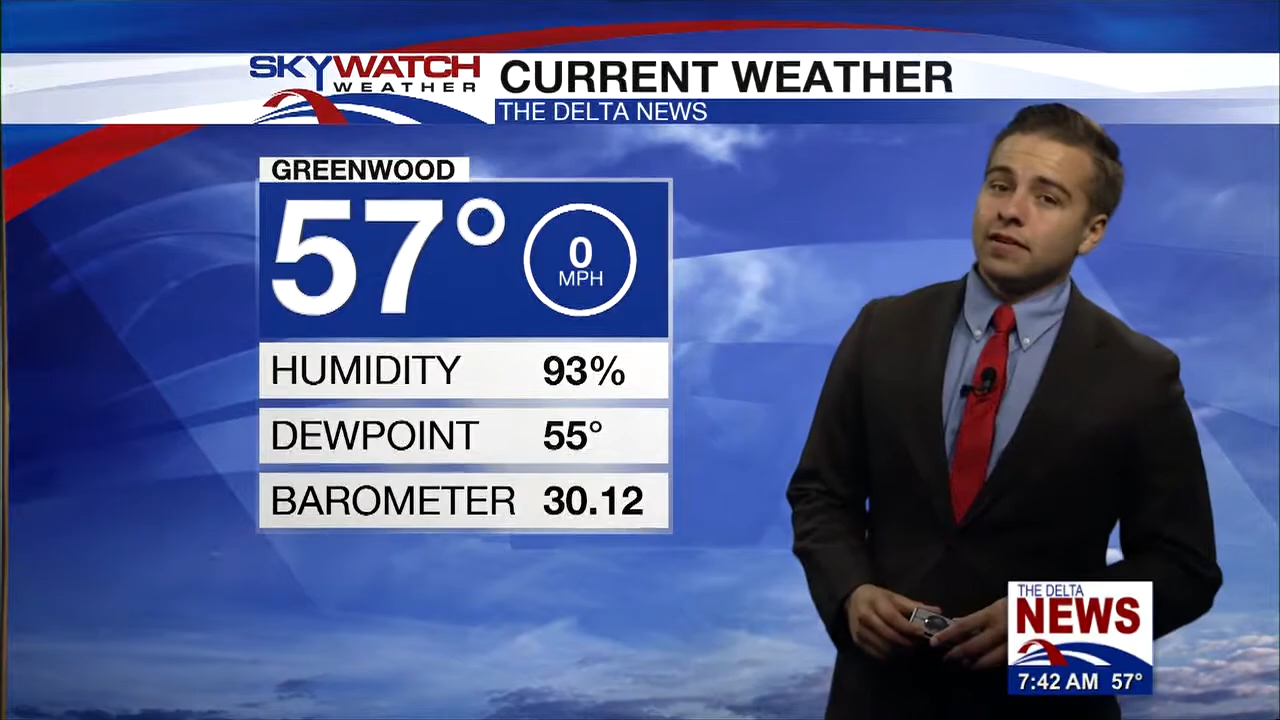 SKYWATCH
WEATHER
CURRENT WEATHER
THE DELTA NEWS
GREENWOOD
57°
0
MPH
HUMIDITY 93%
DEWPOINT 55°
BAROMETER 30.12
THE DELTA
NEWS
7:42 AM 57°